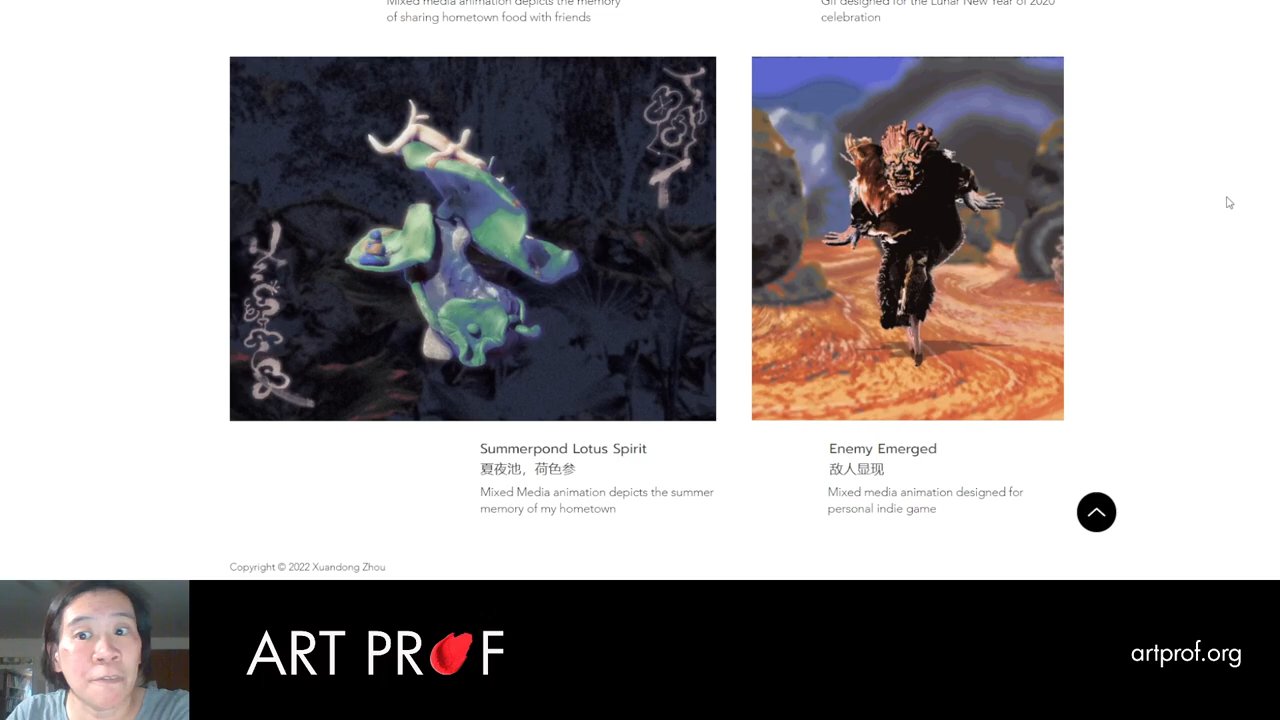 Mixed media animation depicts the memory
of sharing hometown food with friends
Gif designed for the Lunar New Year of 2020
celebration
Summerpond Lotus Spirit
夏夜池，荷色参
Mixed Media animation depicts the summer
memory of my hometown
Enemy Emerged
敌人显现
Mixed media animation designed for
personal indie game
Copyright © 2022 Xuandong Zhou
ART PROF
artprof.org